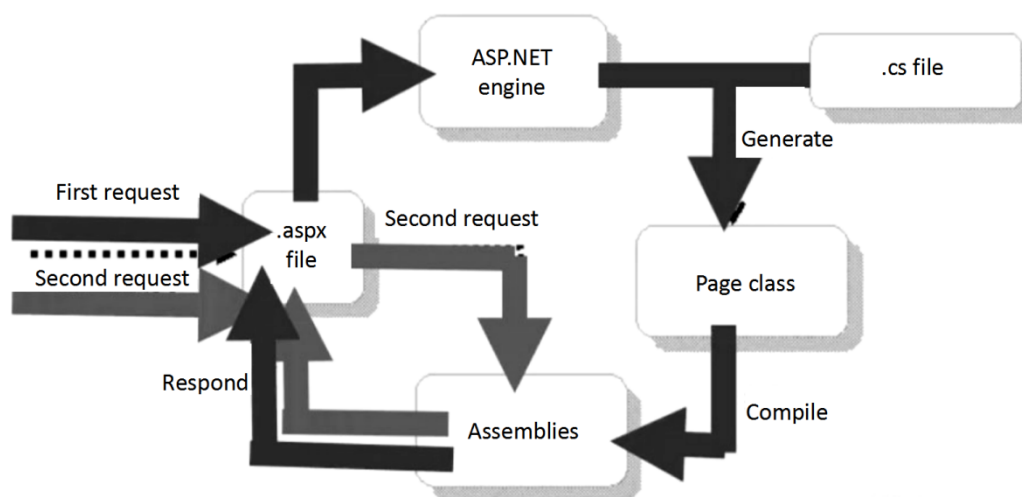 ASP.NET
engine
.cs file
Generate
First request
.aspx
file
Second request
Second request
Page class
Respond
Assemblies
Compile